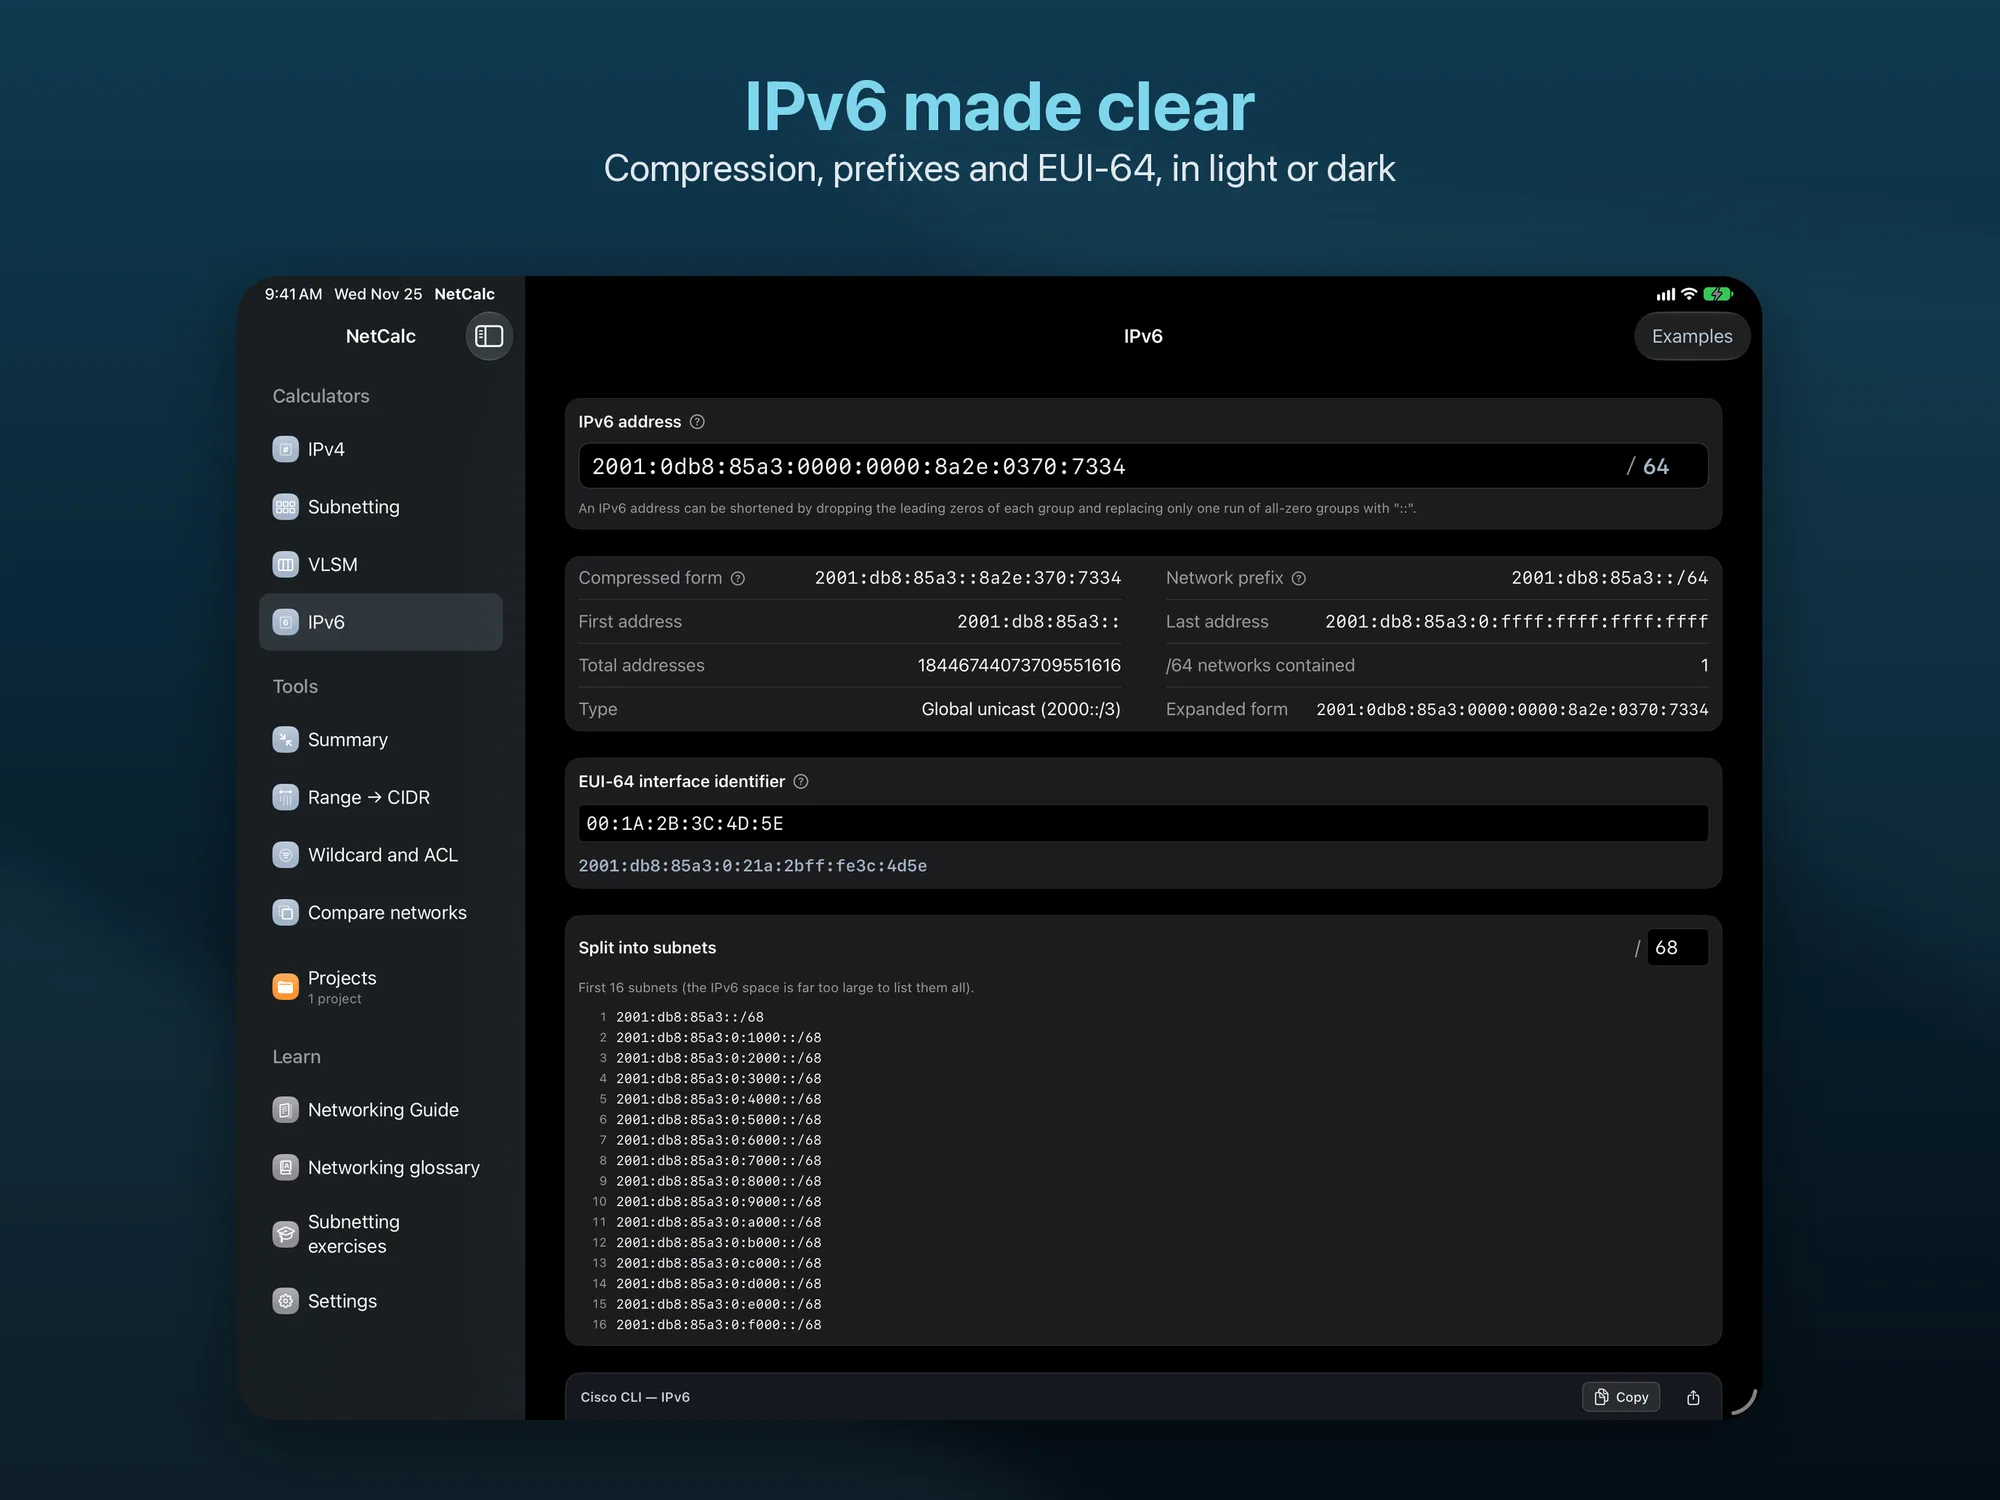 IPv6 made clear
Compression, prefixes and EUI-64, in light or dark
9:41 AM Wed Nov 25 NetCalc
NetCalc
IPv6
Examples
Calculators
IPv4
Subnetting
VLSM
IPv6
Tools
Summary
Range → CIDR
Wildcard and ACL
Compare networks
Projects
1 project
Learn
Networking Guide
Networking glossary
Subnetting
exercises
Settings
IPv6 address
2001:0db8:85a3:0000:0000:8a2e:0370:7334 / 64
An IPv6 address can be shortened by dropping the leading zeros of each group and replacing only one run of all-zero groups with "::".
Compressed form 2001:db8:85a3::8a2e:370:7334
Network prefix 2001:db8:85a3::/64
First address 2001:db8:85a3::
Last address 2001:db8:85a3:0:ffff:ffff:ffff:ffff
Total addresses 18446744073709551616
/64 networks contained 1
Type Global unicast (2000::/3)
Expanded form 2001:0db8:85a3:0000:0000:8a2e:0370:7334
EUI-64 interface identifier
00:1A:2B:3C:4D:5E
2001:db8:85a3:0:21a:2bff:fe3c:4d5e
Split into subnets / 68
First 16 subnets (the IPv6 space is far too large to list them all).
1 2001:db8:85a3::/68
2 2001:db8:85a3:0:1000::/68
3 2001:db8:85a3:0:2000::/68
4 2001:db8:85a3:0:3000::/68
5 2001:db8:85a3:0:4000::/68
6 2001:db8:85a3:0:5000::/68
7 2001:db8:85a3:0:6000::/68
8 2001:db8:85a3:0:7000::/68
9 2001:db8:85a3:0:8000::/68
10 2001:db8:85a3:0:9000::/68
11 2001:db8:85a3:0:a000::/68
12 2001:db8:85a3:0:b000::/68
13 2001:db8:85a3:0:c000::/68
14 2001:db8:85a3:0:d000::/68
15 2001:db8:85a3:0:e000::/68
16 2001:db8:85a3:0:f000::/68
Cisco CLI — IPv6
Copy